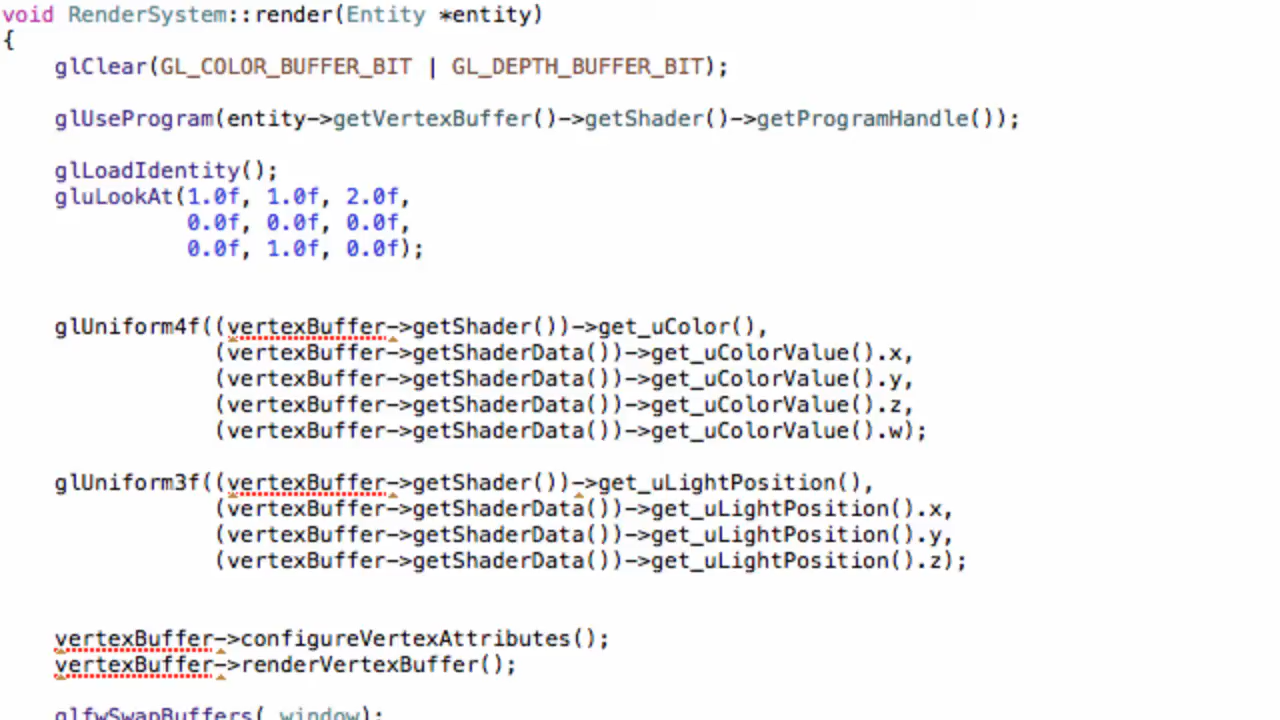 void RenderSystem::render(Entity *entity)
{
    glClear(GL_COLOR_BUFFER_BIT | GL_DEPTH_BUFFER_BIT);
    glUseProgram(entity->getVertexBuffer()->getShader()->getProgramHandle());
    glLoadIdentity();
    gluLookAt(1.0f, 1.0f, 2.0f,
              0.0f, 0.0f, 0.0f,
              0.0f, 1.0f, 0.0f);
    glUniform4f((vertexBuffer->getShader())->get_uColor(),
                (vertexBuffer->getShaderData())->get_uColorValue().x,
                (vertexBuffer->getShaderData())->get_uColorValue().y,
                (vertexBuffer->getShaderData())->get_uColorValue().z,
                (vertexBuffer->getShaderData())->get_uColorValue().w);
    glUniform3f((vertexBuffer->getShader())->get_uLightPosition(),
                (vertexBuffer->getShaderData())->get_uLightPosition().x,
                (vertexBuffer->getShaderData())->get_uLightPosition().y,
                (vertexBuffer->getShaderData())->get_uLightPosition().z);
    vertexBuffer->configureVertexAttributes();
    vertexBuffer->renderVertexBuffer();
    glfwSwapBuffers(_window);